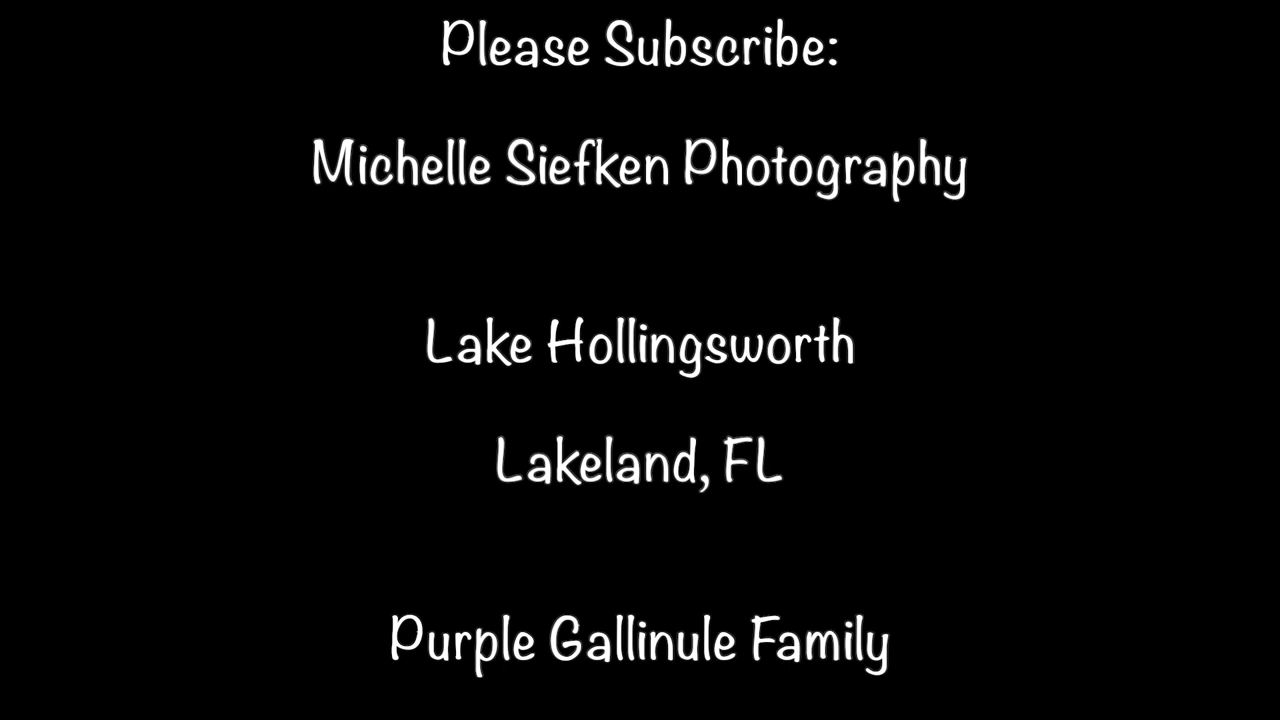 Please Subscribe:
Michelle Siefken Photography
Lake Hollingsworth
Lakeland, FL
Purple Gallinule Family